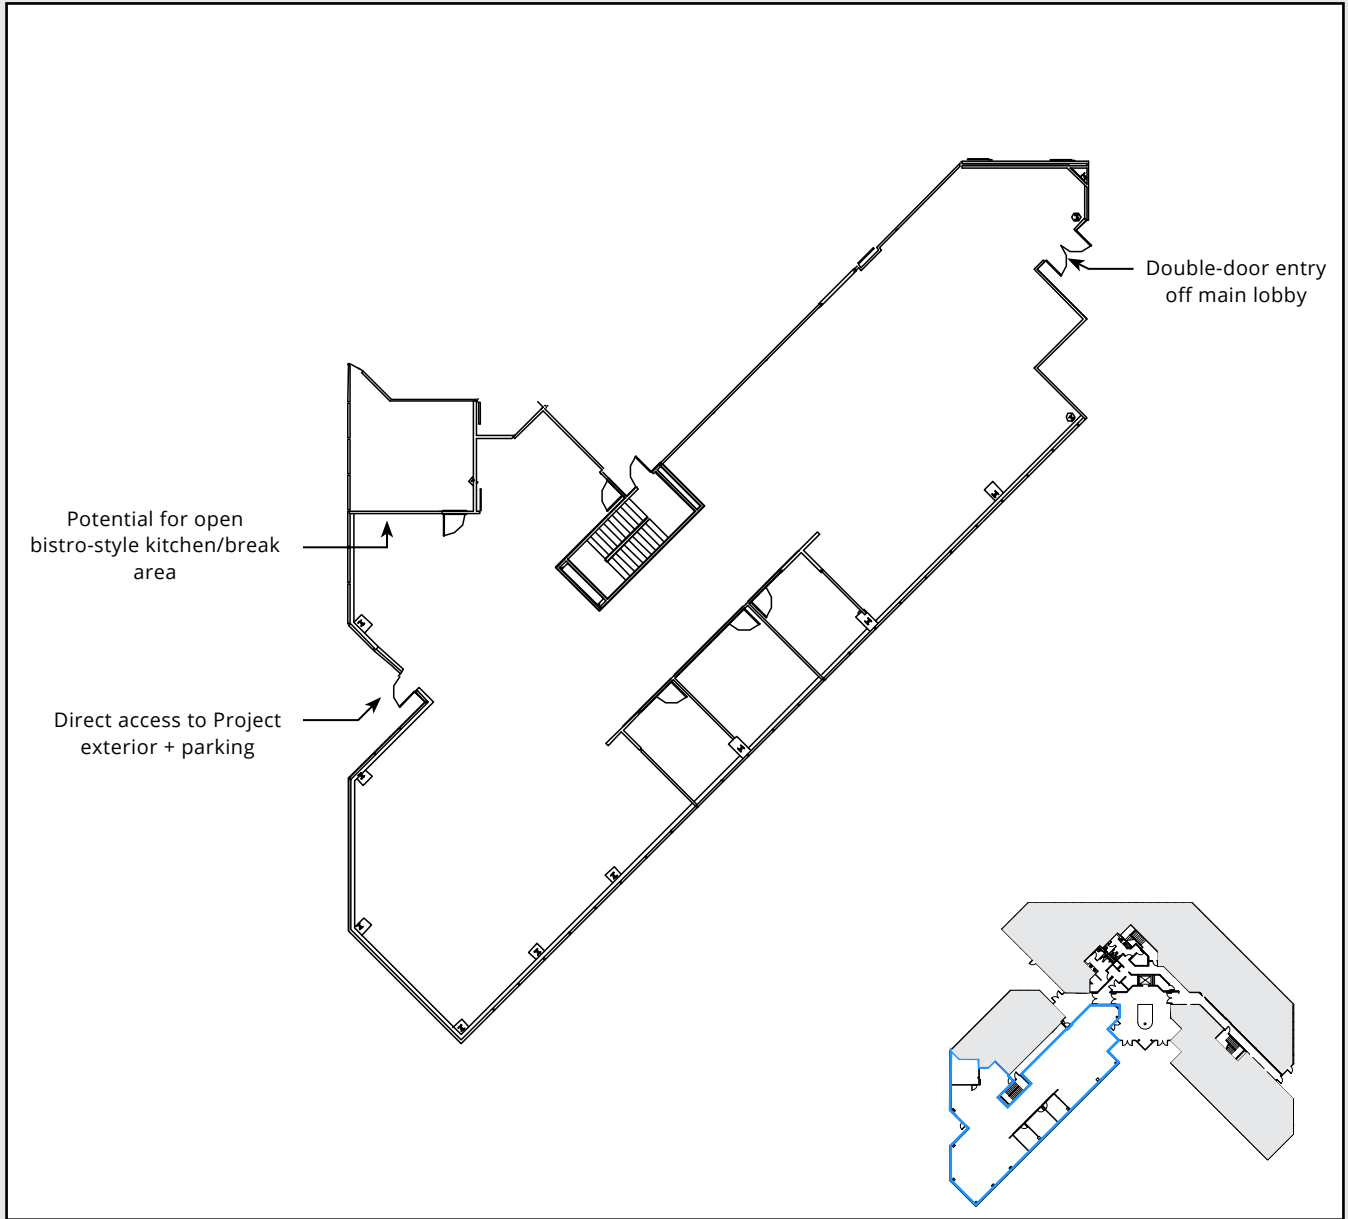 Double-door entry
off main lobby
Potential for open
bistro-style kitchen/break
area
Direct access to Project
exterior + parking